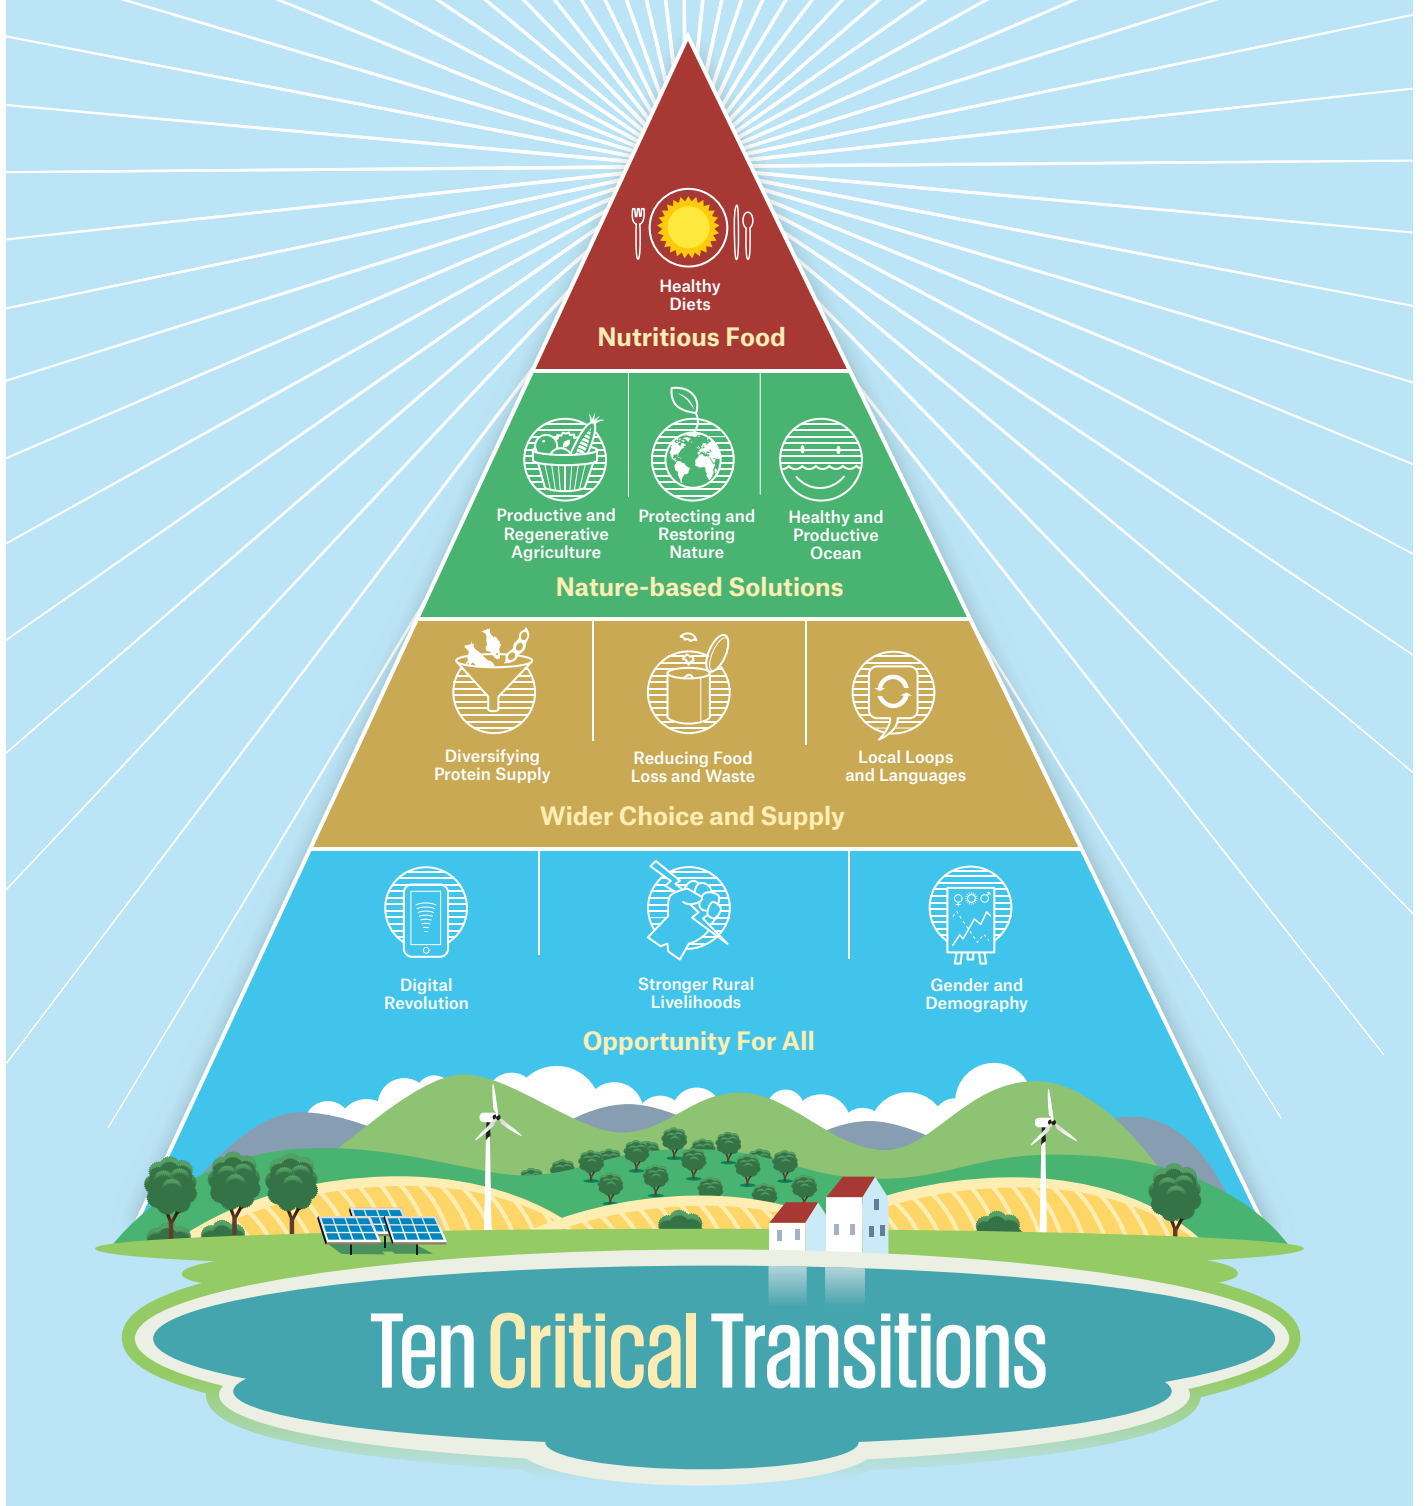 Healthy
Diets
Nutritious Food
Productive and
Regenerative
Agriculture
Protecting and
Restoring
Nature
Healthy and
Productive
Ocean
Nature-based Solutions
Diversifying
Protein Supply
Reducing Food
Loss and Waste
Local Loops
and Languages
Wider Choice and Supply
Digital
Revolution
Stronger Rural
Livelihoods
Gender and
Demography
Opportunity For All
Ten Critical Transitions